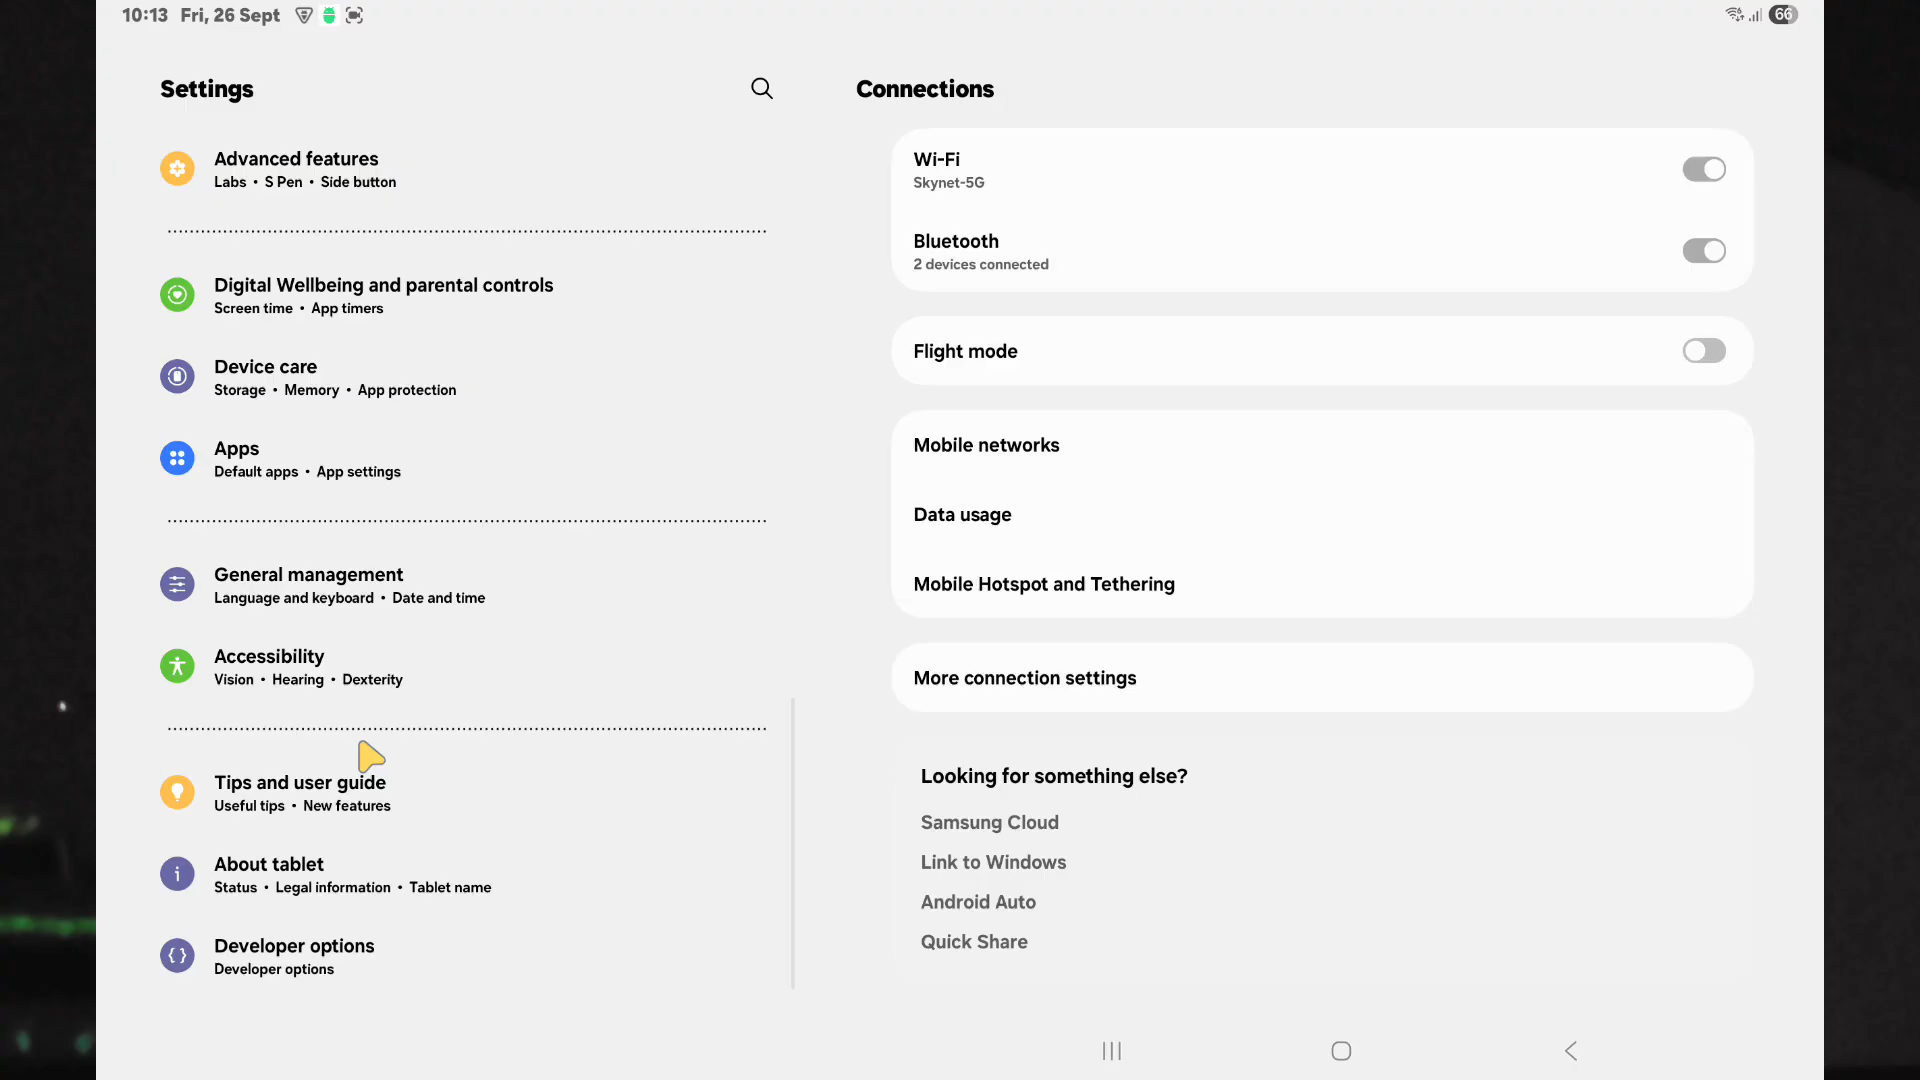 10:13 Fri, 26 Sept
66
Settings
Advanced features
Labs • S Pen • Side button
Digital Wellbeing and parental controls
Screen time • App timers
Device care
Storage • Memory • App protection
Apps
Default apps • App settings
General management
Language and keyboard • Date and time
Accessibility
Vision • Hearing • Dexterity
Tips and user guide
Useful tips • New features
About tablet
Status • Legal information • Tablet name
Developer options
Developer options
Connections
Wi-Fi
Skynet-5G
Bluetooth
2 devices connected
Flight mode
Mobile networks
Data usage
Mobile Hotspot and Tethering
More connection settings
Looking for something else?
Samsung Cloud
Link to Windows
Android Auto
Quick Share